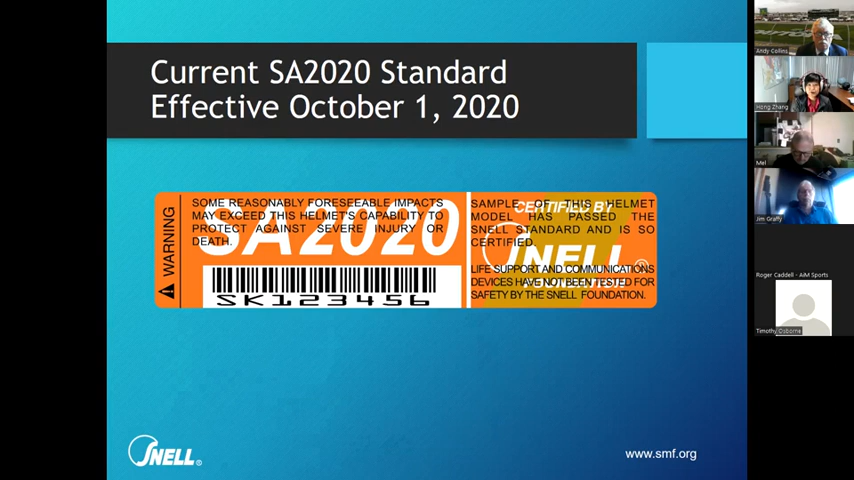 Current SA2020 Standard
Effective October 1, 2020
WARNING
SA2020
SOME REASONABLY FORESEEABLE IMPACTS
MAY EXCEED THIS HELMET'S CAPABILITY TO
PROTECT AGAINST SEVERE INJURY OR
DEATH.
SK123456
CERTIFIED BY
SNELL®
SAMPLE OF THIS HELMET
MODEL HAS PASSED THE
SNELL STANDARD AND IS SO
CERTIFIED.
LIFE SUPPORT AND COMMUNICATIONS
DEVICES HAVE NOT BEEN TESTED FOR
SAFETY BY THE SNELL FOUNDATION.
SNELL®
www.smf.org
Andy Collins
Hong Zhang
Mel
Jim Graffy
Roger Caddell - AiM Sports
Timothy Osborne